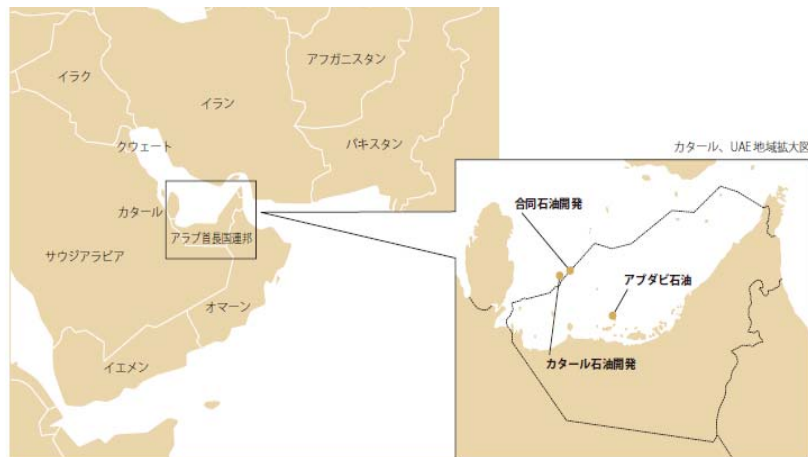 アフガニスタン
イラク
イラン
パキスタン
クウェート
カタール、UAE 地域拡大図
合同石油開発
カタール
アラブ首長国連邦
サウジアラビア
アブダビ石油
オマーン
カタール石油開発
イエメン